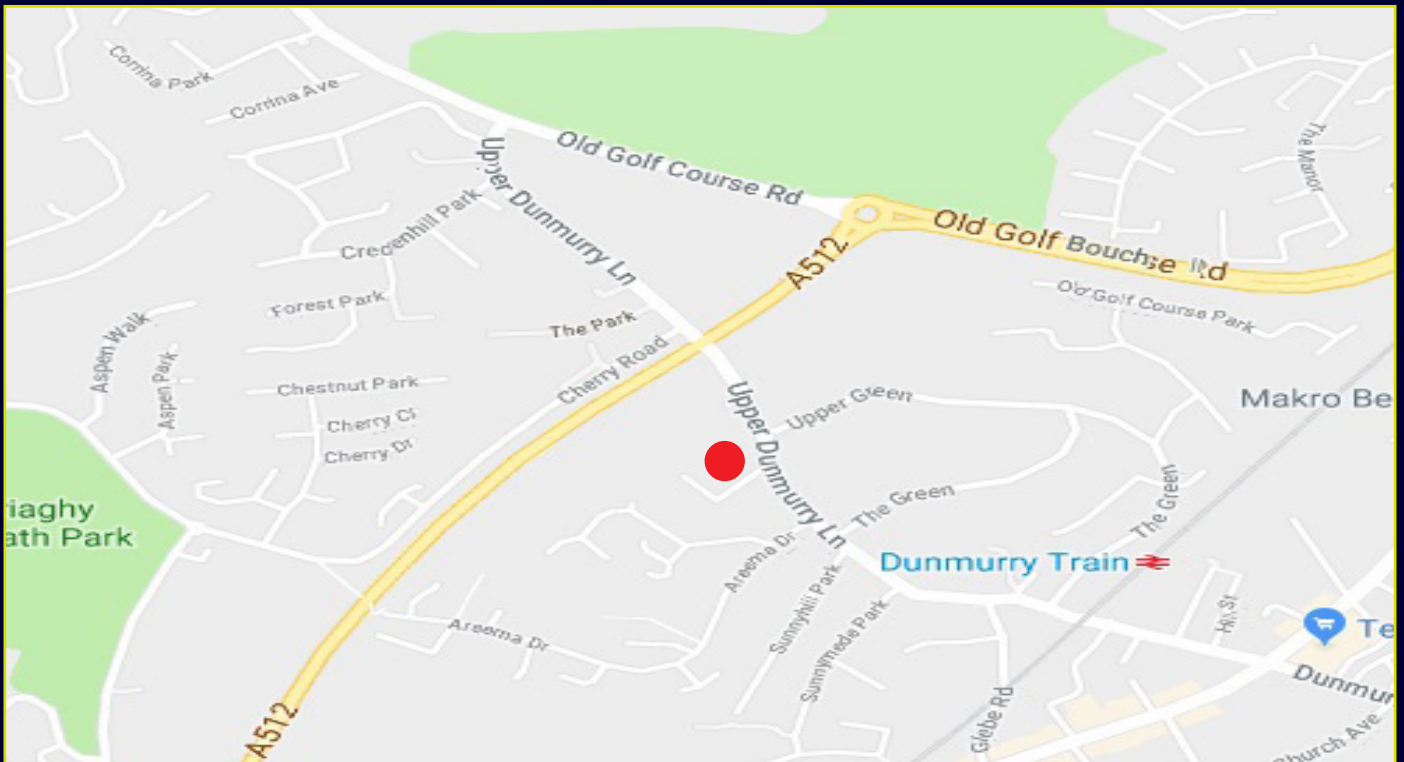 Corrina Park
Corrina Ave
Old Golf Course Rd
The Manor
Upper Dunmurry Ln
Credenhill Park
Old Golf
Rd
A512
Old Golf Course Park
Forest Park
The Park
Aspen Walk
Aspen Park
Cherry Road
Chestnut Park
Upper Green
Makro Be
Cherry Cl
Cherry Dr
Upper Dunmurry Ln
The Green
The Green
iaghy
ath Park
Areema Dr
Dunmurry Train
Sunnyhill Park
Sunnymede Park
Hill St
Areema Dr
Te
Dunmur
Glebe Rd
A512
Church Ave